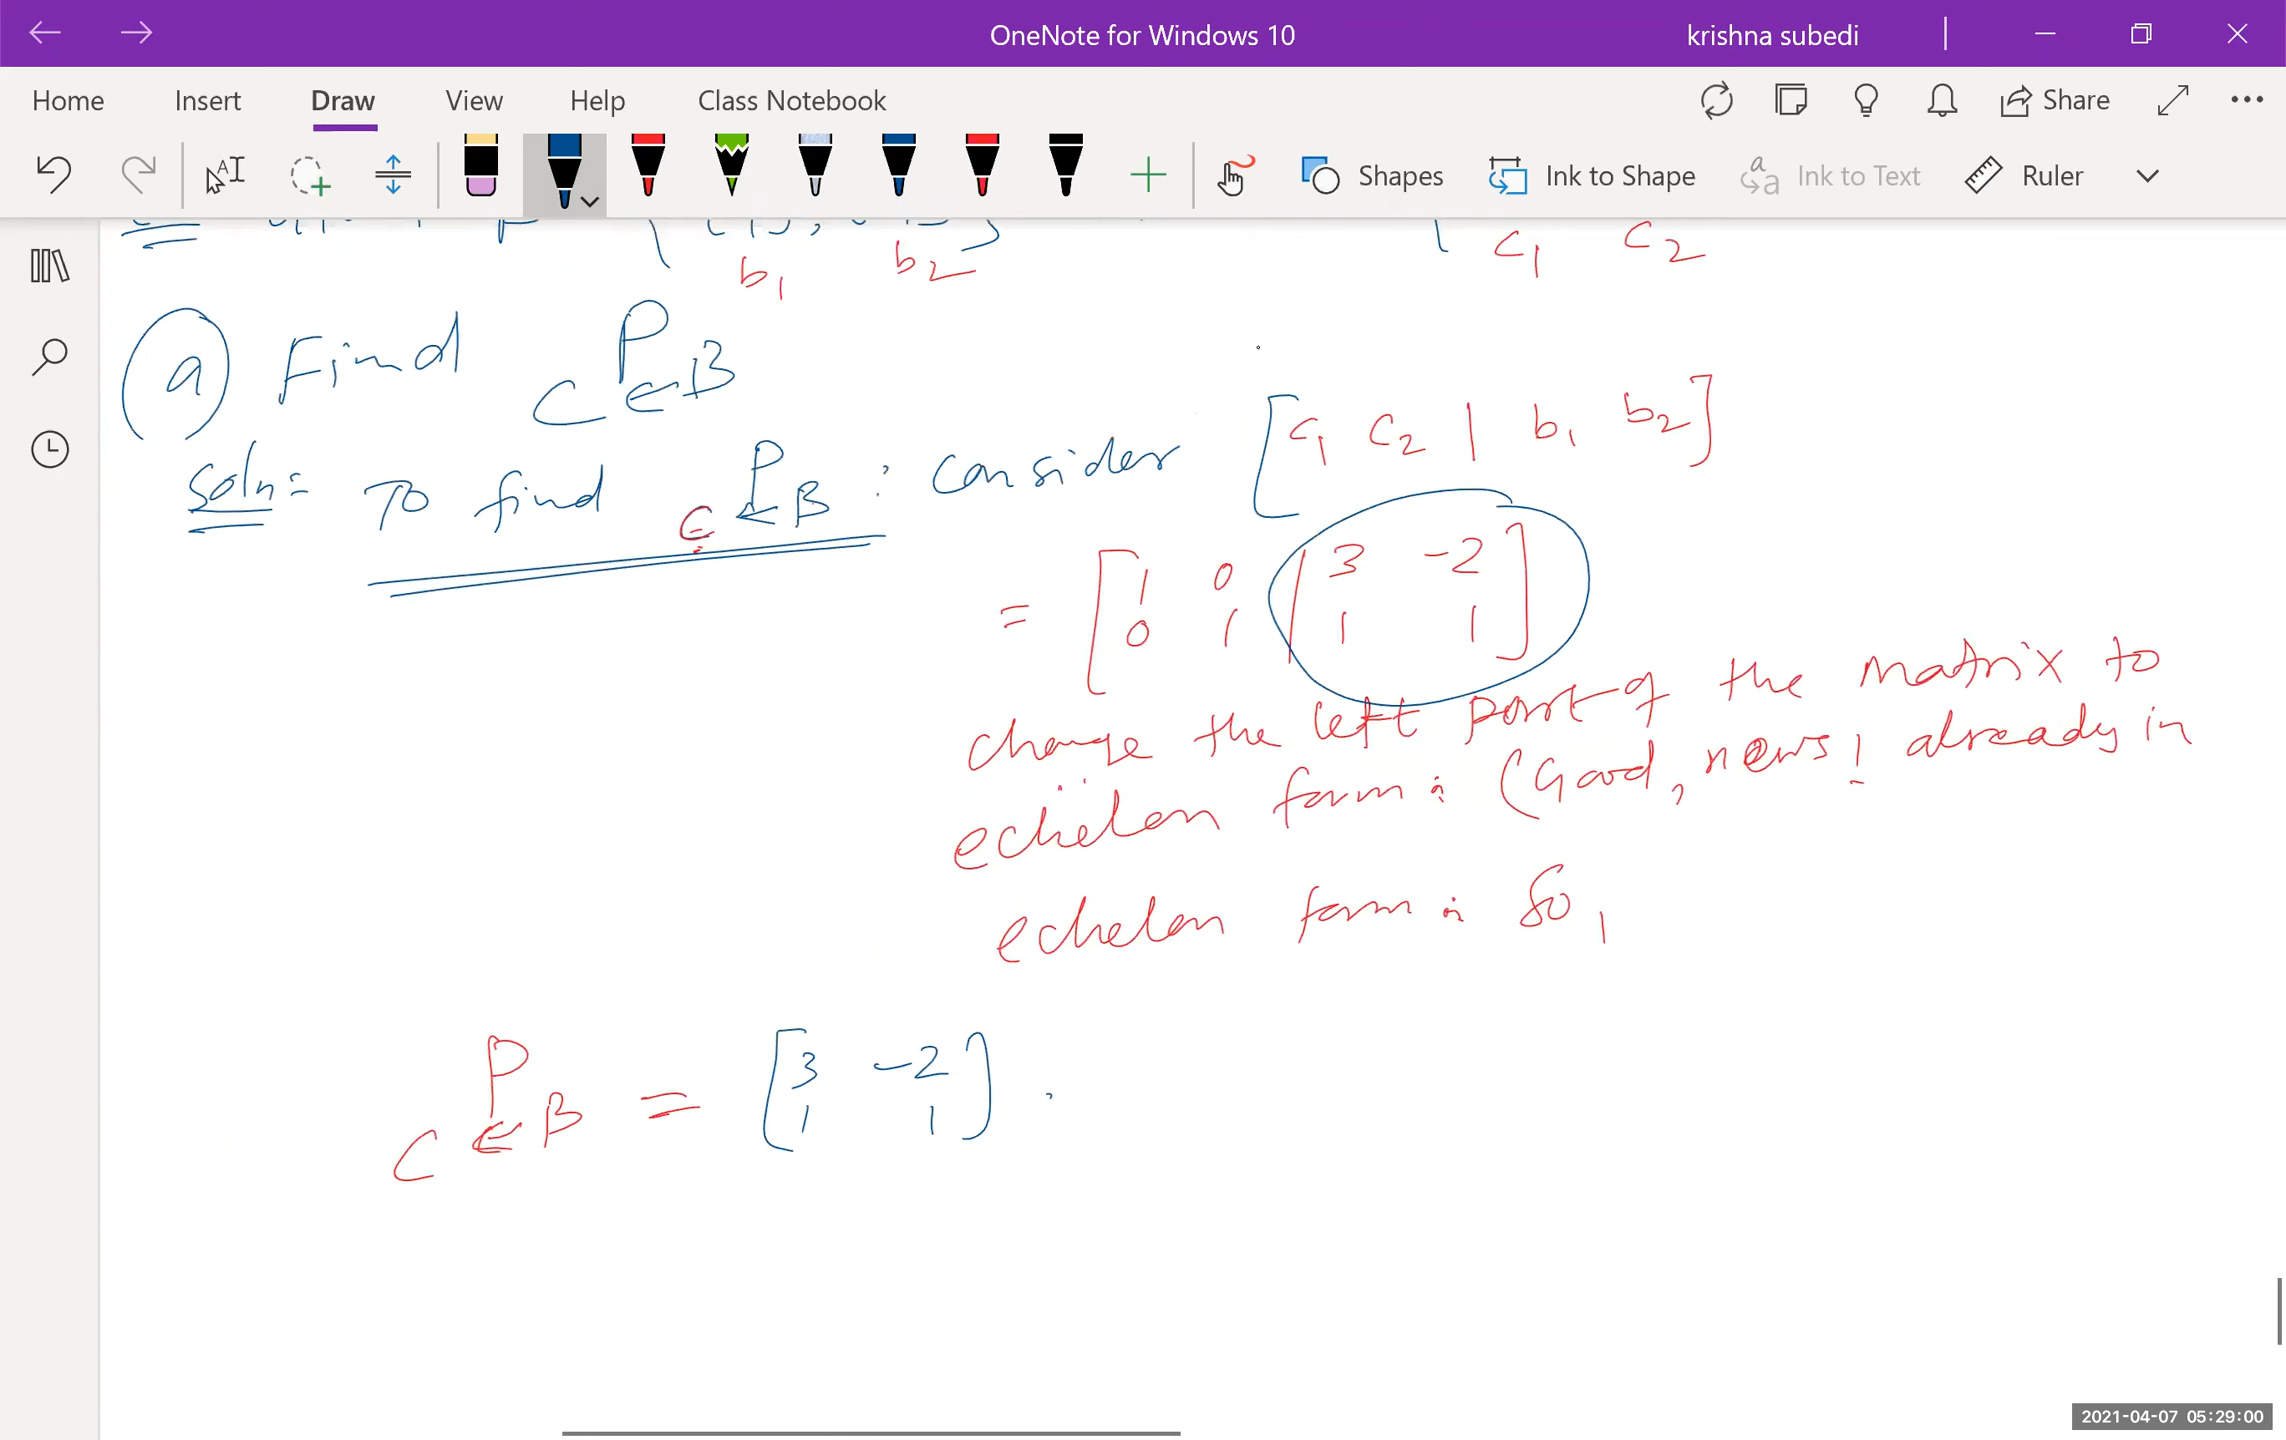 OneNote for Windows 10
krishna subedi
Home Insert Draw View Help Class Notebook Share
Shapes Ink to Shape Ink to Text Ruler
b1 b2 c1 c2
(a) Find P C←B
Soln: To find P C←B : consider [c1 c2 | b1 b2]
= [1 0 | 3 -2]
[0 1 | 1 1]
change the left part of the matrix to
echelon form: (Good, news! already in
echelon form: So,
P C←B = [3 -2]
[1 1]
2021-04-07 05:29:00